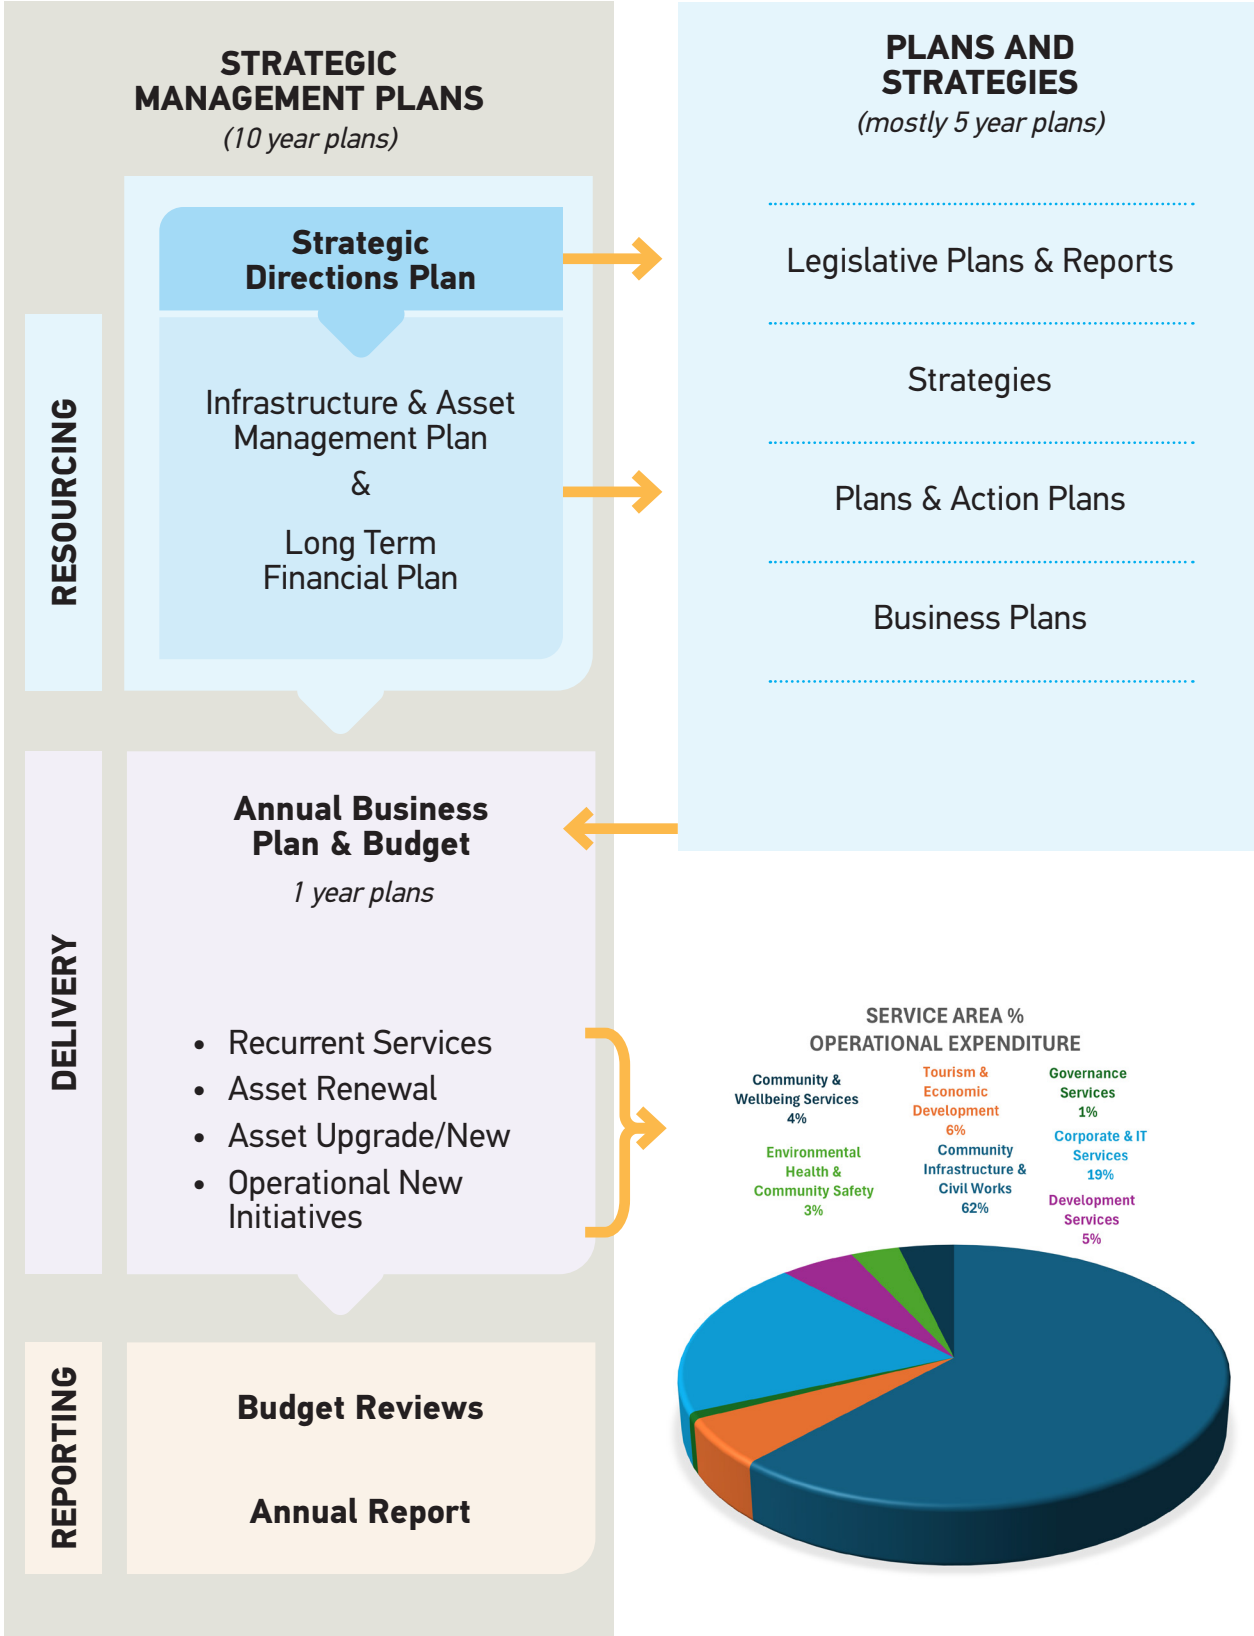 STRATEGIC
MANAGEMENT PLANS
(10 year plans)
Strategic
Directions Plan
RESOURCING
Infrastructure & Asset
Management Plan
&
Long Term
Financial Plan
PLANS AND
STRATEGIES
(mostly 5 year plans)
Legislative Plans & Reports
Strategies
Plans & Action Plans
Business Plans
DELIVERY
Annual Business
Plan & Budget
1 year plans
• Recurrent Services
• Asset Renewal
• Asset Upgrade/New
• Operational New
Initiatives
SERVICE AREA %
OPERATIONAL EXPENDITURE
Community &
Wellbeing Services
4%
Tourism &
Economic
Development
6%
Governance
Services
1%
Environmental
Health &
Community Safety
3%
Community
Infrastructure &
Civil Works
62%
Corporate & IT
Services
19%
Development
Services
5%
REPORTING
Budget Reviews
Annual Report